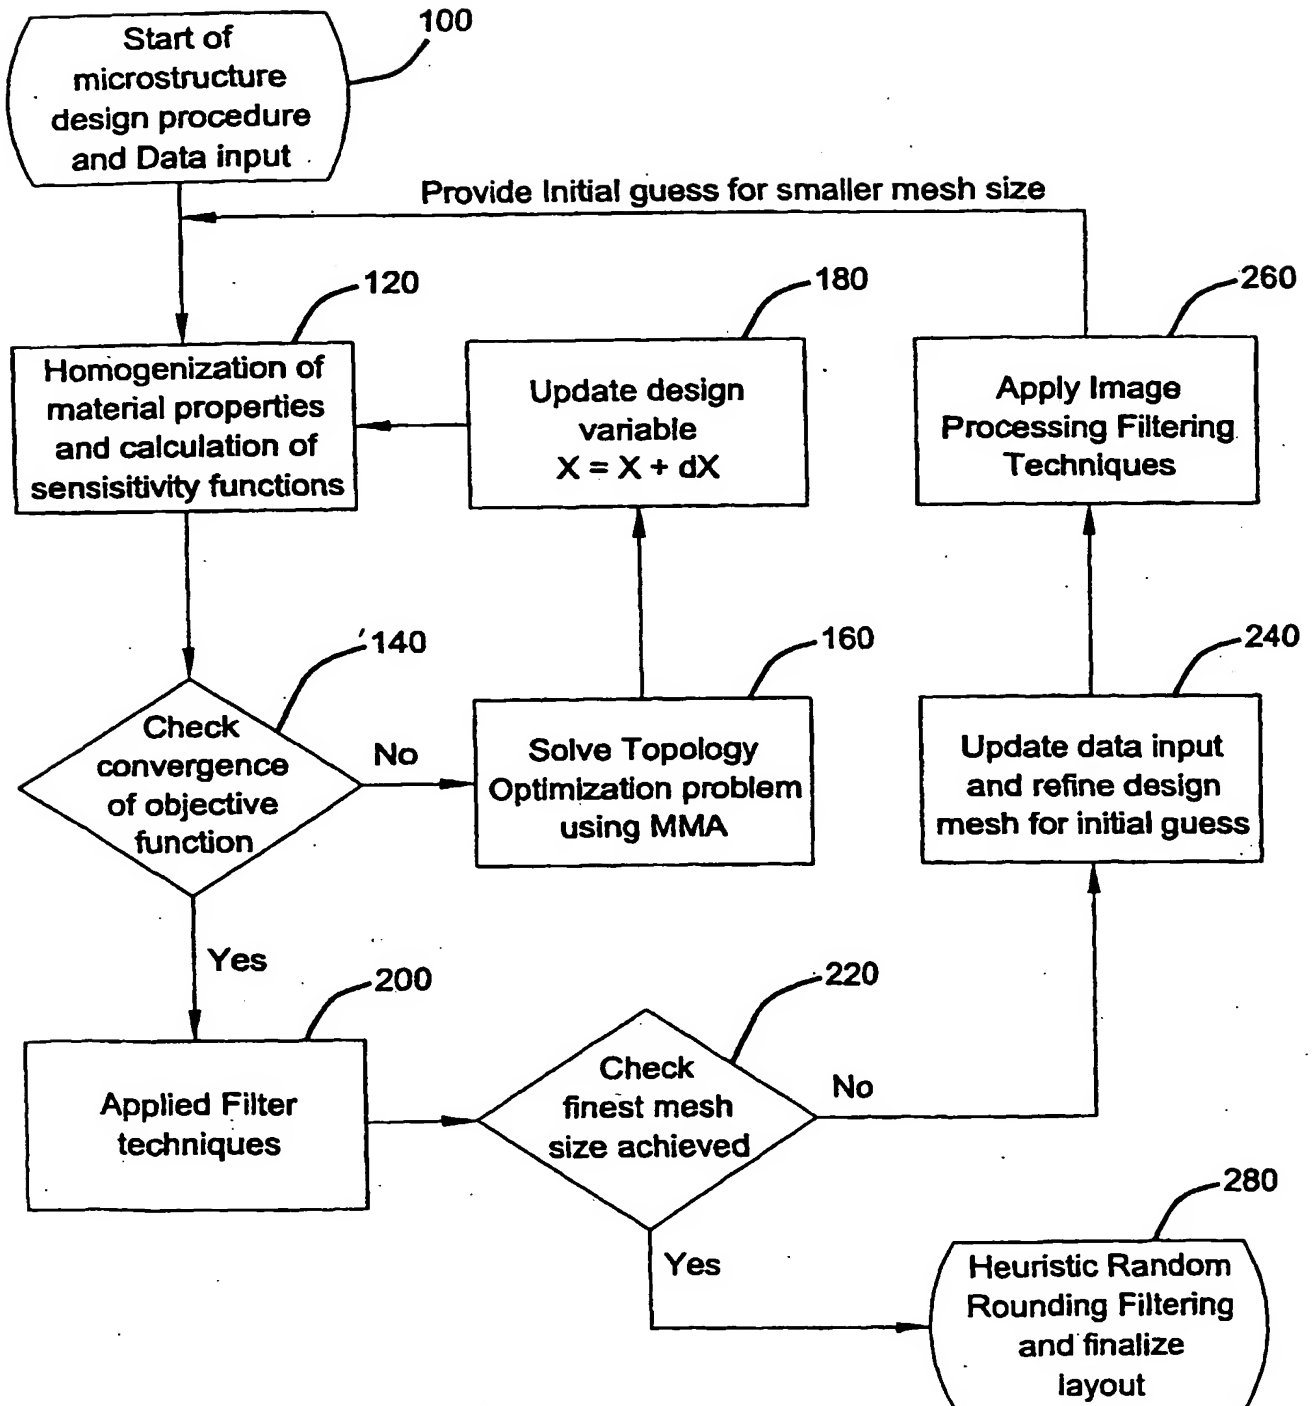 100
Start of
microstructure
design procedure
and Data input
Provide Initial guess for smaller mesh size
120
Homogenization of
material properties
and calculation of
sensisitivity functions
180
Update design
variable
X = X + dX
260
Apply Image
Processing Filtering
Techniques
140
Check
convergence
of objective
function
No
160
Solve Topology
Optimization problem
using MMA
240
Update data input
and refine design
mesh for initial guess
Yes
200
Applied Filter
techniques
220
Check
finest mesh
size achieved
No
Yes
280
Heuristic Random
Rounding Filtering
and finalize
layout